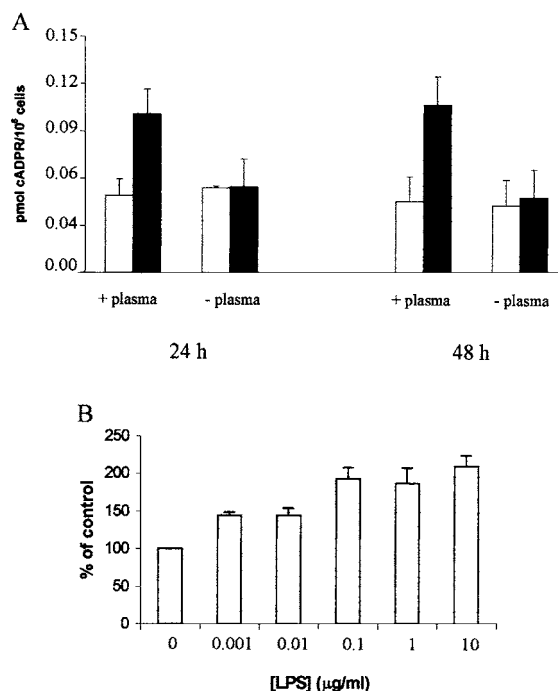 A
0.15
0.12
0.09
0.06
0.04
0.00
pmol cADPR/10⁶ cells
+ plasma
- plasma
+ plasma
- plasma
24 h
48 h
B
250
200
150
100
50
0
% of control
0
0.001
0.01
0.1
1
10
[LPS] (μg/ml)